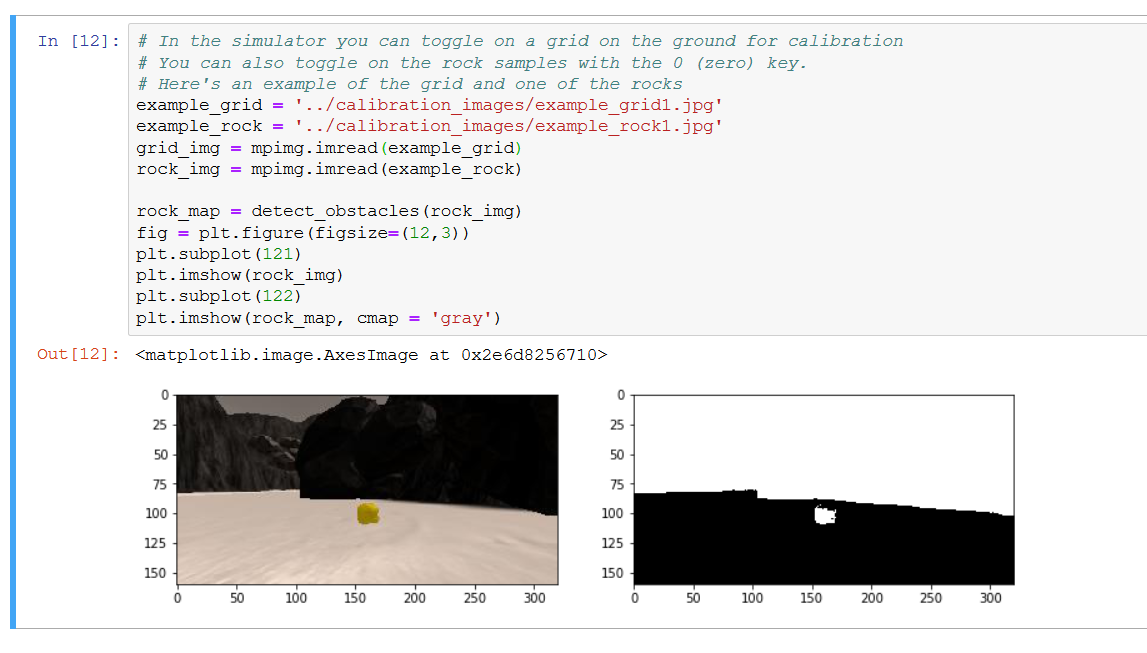 In [12]: # In the simulator you can toggle on a grid on the ground for calibration
# You can also toggle on the rock samples with the 0 (zero) key.
# Here's an example of the grid and one of the rocks
example_grid = '../calibration_images/example_grid1.jpg'
example_rock = '../calibration_images/example_rock1.jpg'
grid_img = mpimg.imread(example_grid)
rock_img = mpimg.imread(example_rock)
rock_map = detect_obstacles(rock_img)
fig = plt.figure(figsize=(12,3))
plt.subplot(121)
plt.imshow(rock_img)
plt.subplot(122)
plt.imshow(rock_map, cmap = 'gray')
Out[12]: <matplotlib.image.AxesImage at 0x2e6d8256710>
0
25
50
75
100
125
150
0 50 100 150 200 250 300
0
25
50
75
100
125
150
0 50 100 150 200 250 300